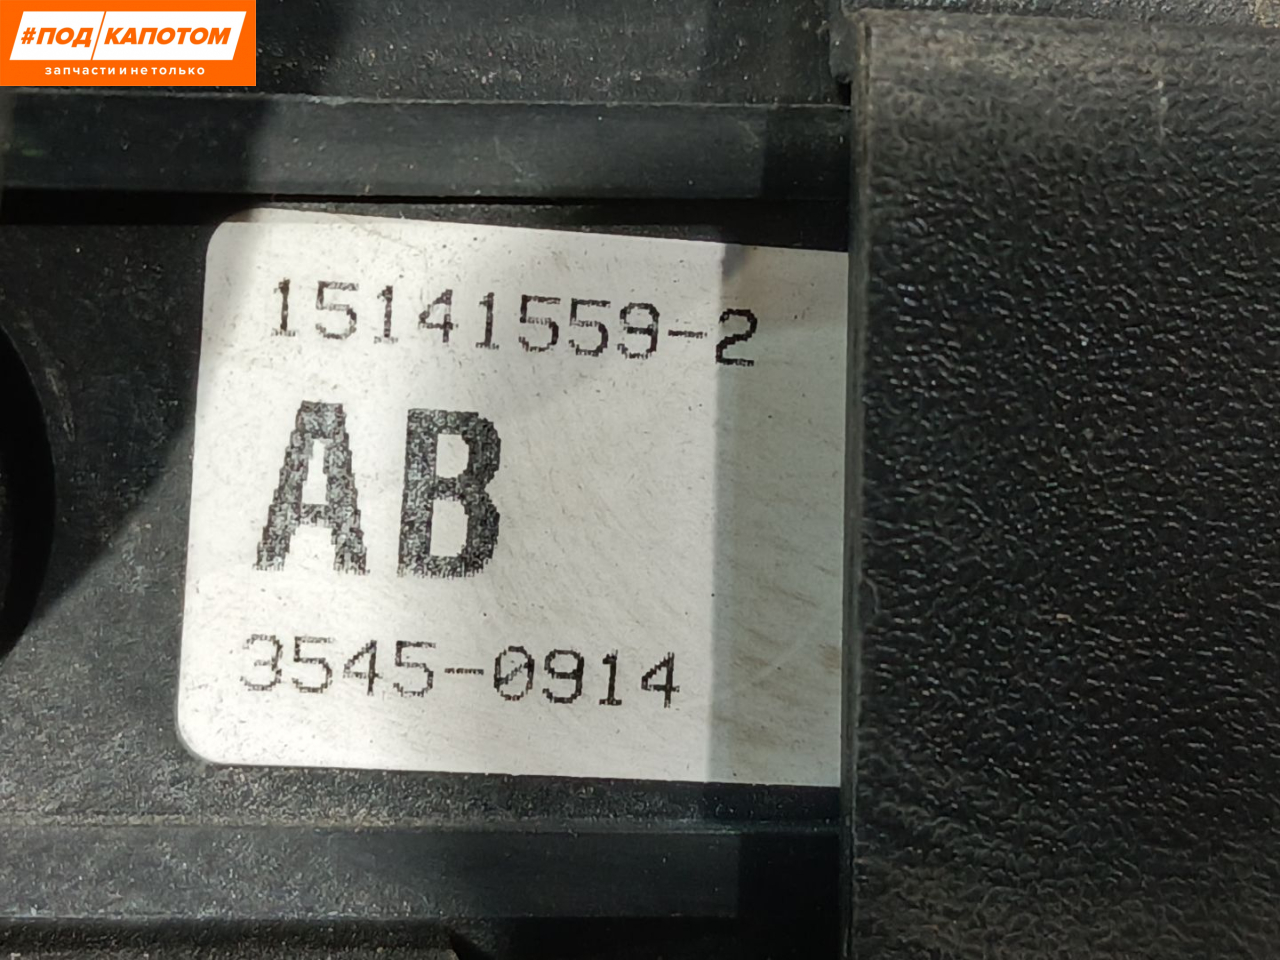 #ПОД КАПОТОМ
запчасти и не только
15141559-2
AB
3545-0914